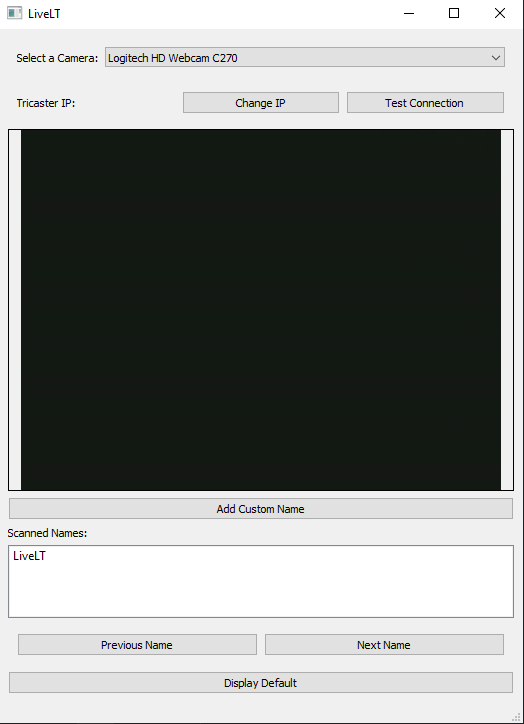 LiveLT
Select a Camera: Logitech HD Webcam C270
Tricaster IP: Change IP Test Connection
Add Custom Name
Scanned Names:
LiveLT
Previous Name Next Name
Display Default